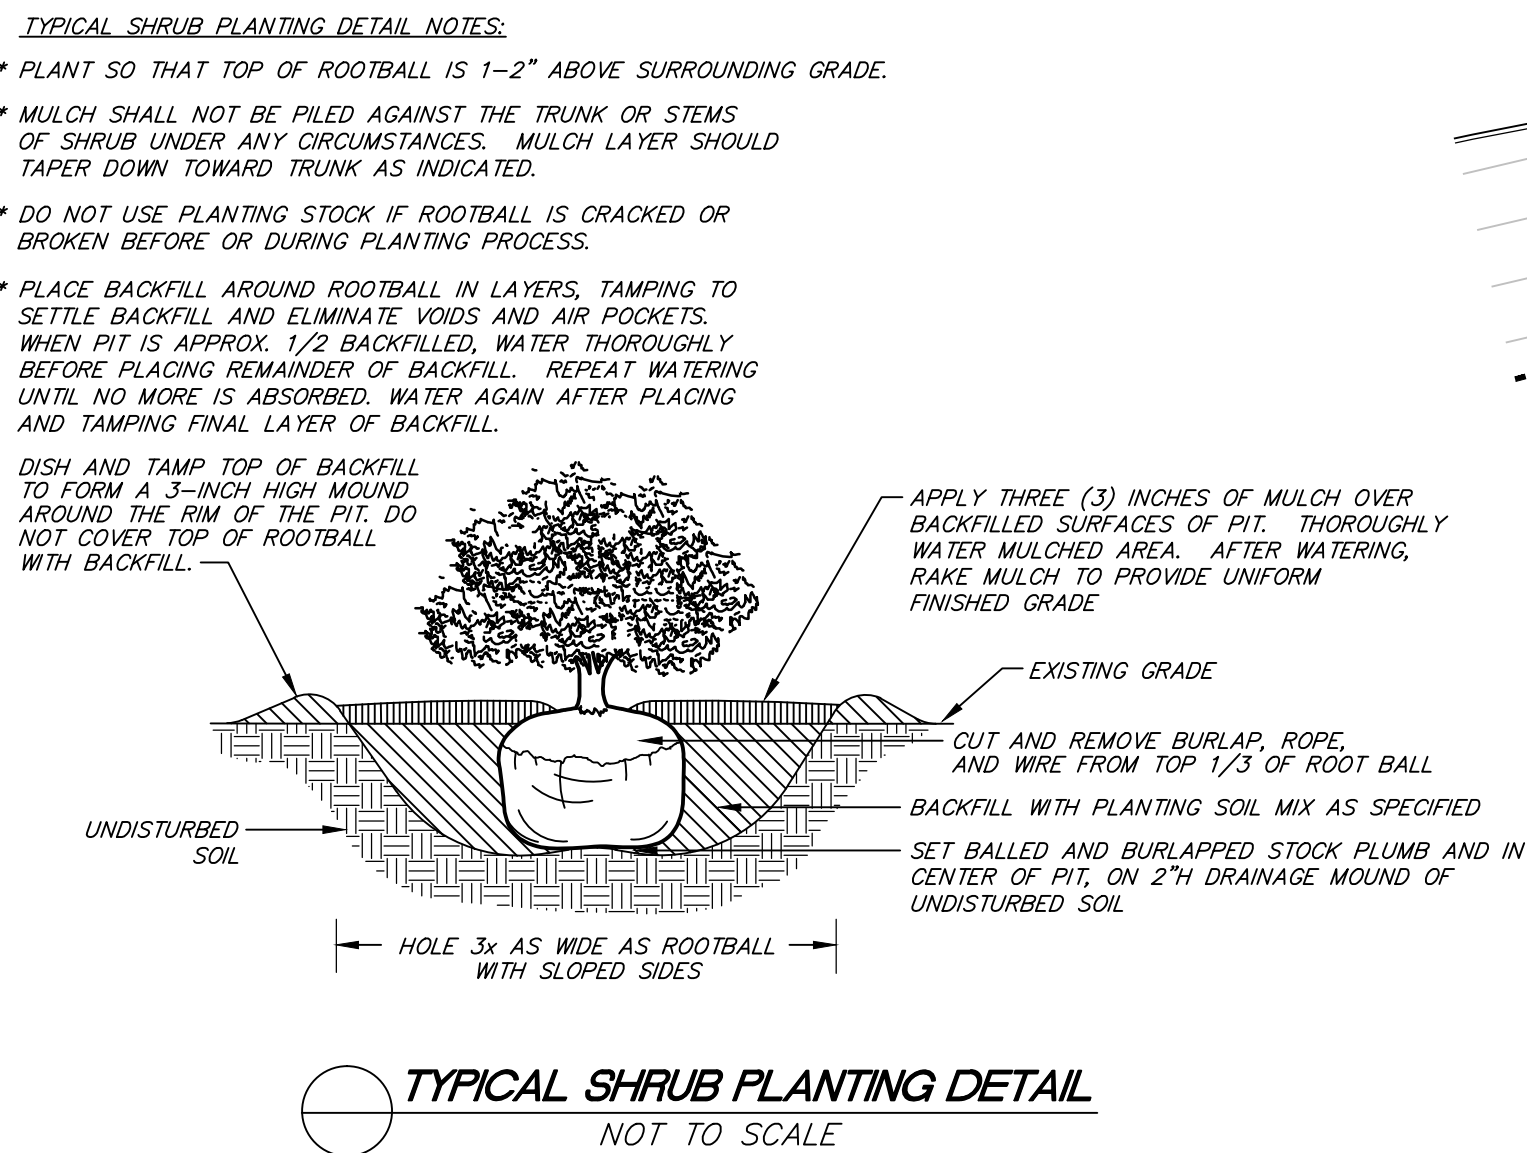 TYPICAL SHRUB PLANTING DETAIL NOTES:
* PLANT SO THAT TOP OF ROOTBALL IS 1-2" ABOVE SURROUNDING GRADE.
* MULCH SHALL NOT BE PILED AGAINST THE TRUNK OR STEMS
OF SHRUB UNDER ANY CIRCUMSTANCES. MULCH LAYER SHOULD
TAPER DOWN TOWARD TRUNK AS INDICATED.
* DO NOT USE PLANTING STOCK IF ROOTBALL IS CRACKED OR
BROKEN BEFORE OR DURING PLANTING PROCESS.
* PLACE BACKFILL AROUND ROOTBALL IN LAYERS, TAMPING TO
SETTLE BACKFILL AND ELIMINATE VOIDS AND AIR POCKETS.
WHEN PIT IS APPROX. 1/2 BACKFILLED, WATER THOROUGHLY
BEFORE PLACING REMAINDER OF BACKFILL. REPEAT WATERING
UNTIL NO MORE IS ABSORBED. WATER AGAIN AFTER PLACING
AND TAMPING FINAL LAYER OF BACKFILL.
DISH AND TAMP TOP OF BACKFILL
TO FORM A 3-INCH HIGH MOUND
AROUND THE RIM OF THE PIT. DO
NOT COVER TOP OF ROOTBALL
WITH BACKFILL.
APPLY THREE (3) INCHES OF MULCH OVER
BACKFILLED SURFACES OF PIT. THOROUGHLY
WATER MULCHED AREA. AFTER WATERING,
RAKE MULCH TO PROVIDE UNIFORM
FINISHED GRADE
EXISTING GRADE
CUT AND REMOVE BURLAP, ROPE,
AND WIRE FROM TOP 1/3 OF ROOT BALL
BACKFILL WITH PLANTING SOIL MIX AS SPECIFIED
UNDISTURBED
SOIL
SET BALLED AND BURLAPPED STOCK PLUMB AND IN
CENTER OF PIT, ON 2"H DRAINAGE MOUND OF
UNDISTURBED SOIL
HOLE 3x AS WIDE AS ROOTBALL
WITH SLOPED SIDES
TYPICAL SHRUB PLANTING DETAIL
NOT TO SCALE